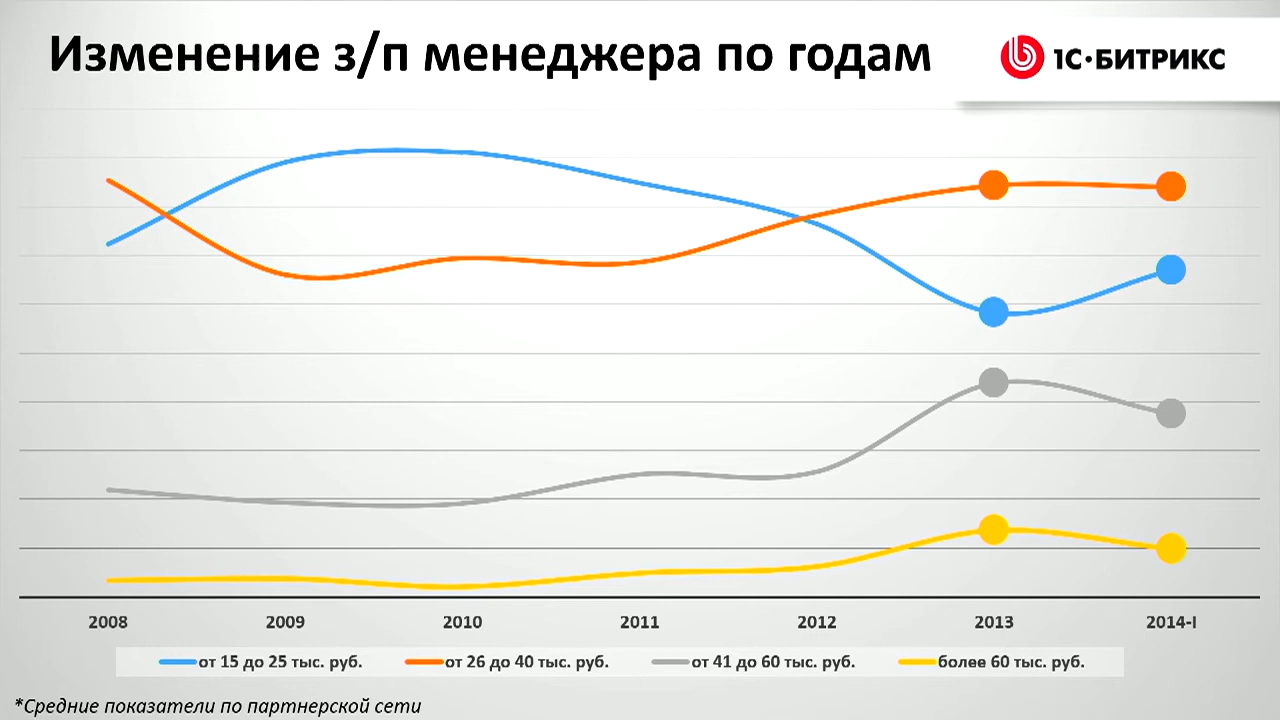 Изменение з/п менеджера по годам
1С·БИТРИКС
2008 2009 2010 2011 2012 2013 2014-I
от 15 до 25 тыс. руб. от 26 до 40 тыс. руб. от 41 до 60 тыс. руб. более 60 тыс. руб.
*Средние показатели по партнерской сети